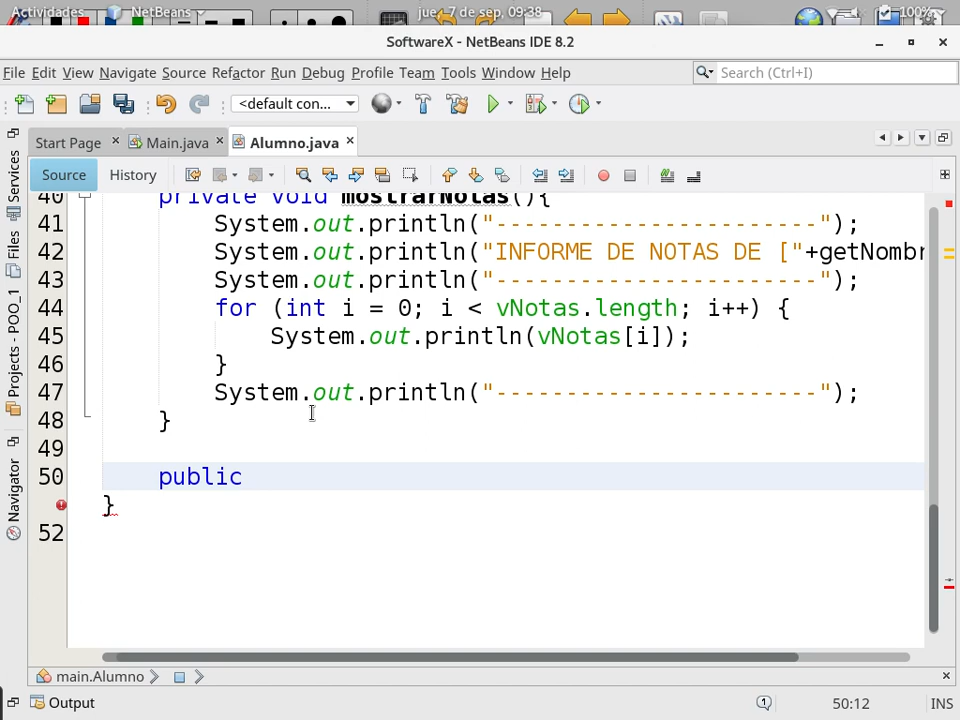 Actividades NetBeans jue, 7 de sep, 09:38 100%
SoftwareX - NetBeans IDE 8.2
File Edit View Navigate Source Refactor Run Debug Profile Team Tools Window Help Search (Ctrl+I)
<default con...
Start Page Main.java Alumno.java
Source History
Services
Files
Projects - POO_1
Navigator
40 private void mostrarNotas(){
41 System.out.println("-----------------------");
42 System.out.println("INFORME DE NOTAS DE ["+getNombr
43 System.out.println("-----------------------");
44 for (int i = 0; i < vNotas.length; i++) {
45 System.out.println(vNotas[i]);
46 }
47 System.out.println("-----------------------");
48 }
49
50 public
}
52
main.Alumno
Output 1 50:12 INS